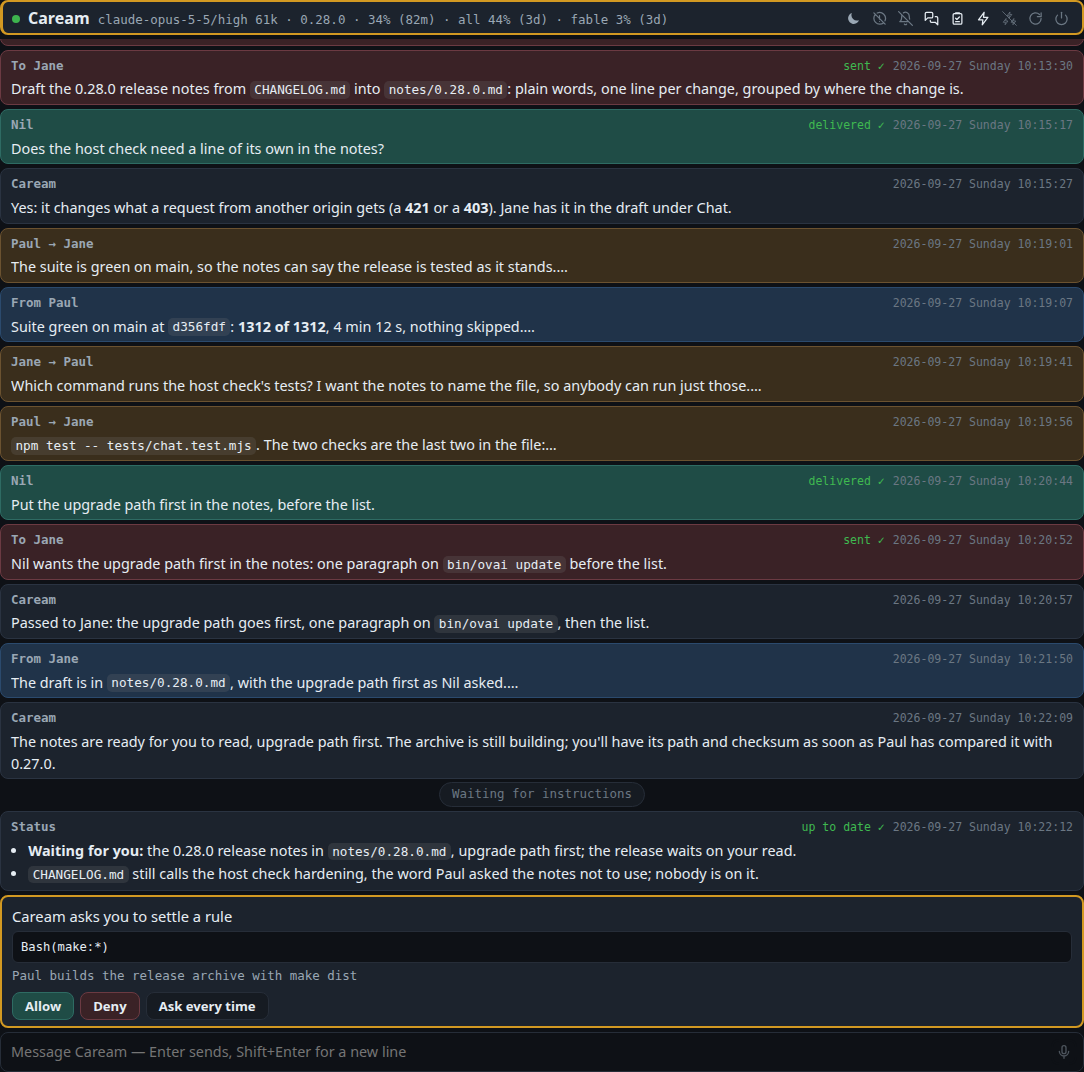 Caream claude-opus-5-5/high 61k · 0.28.0 · 34% (82m) · all 44% (3d) · fable 3% (3d)
To Jane sent ✓ 2026-09-27 Sunday 10:13:30
Draft the 0.28.0 release notes from CHANGELOG.md into notes/0.28.0.md: plain words, one line per change, grouped by where the change is.
Nil delivered ✓ 2026-09-27 Sunday 10:15:17
Does the host check need a line of its own in the notes?
Caream 2026-09-27 Sunday 10:15:27
Yes: it changes what a request from another origin gets (a 421 or a 403). Jane has it in the draft under Chat.
Paul → Jane 2026-09-27 Sunday 10:19:01
The suite is green on main, so the notes can say the release is tested as it stands....
From Paul 2026-09-27 Sunday 10:19:07
Suite green on main at d356fdf: 1312 of 1312, 4 min 12 s, nothing skipped....
Jane → Paul 2026-09-27 Sunday 10:19:41
Which command runs the host check's tests? I want the notes to name the file, so anybody can run just those....
Paul → Jane 2026-09-27 Sunday 10:19:56
npm test -- tests/chat.test.mjs. The two checks are the last two in the file:...
Nil delivered ✓ 2026-09-27 Sunday 10:20:44
Put the upgrade path first in the notes, before the list.
To Jane sent ✓ 2026-09-27 Sunday 10:20:52
Nil wants the upgrade path first in the notes: one paragraph on bin/ovai update before the list.
Caream 2026-09-27 Sunday 10:20:57
Passed to Jane: the upgrade path goes first, one paragraph on bin/ovai update, then the list.
From Jane 2026-09-27 Sunday 10:21:50
The draft is in notes/0.28.0.md, with the upgrade path first as Nil asked....
Caream 2026-09-27 Sunday 10:22:09
The notes are ready for you to read, upgrade path first. The archive is still building; you'll have its path and checksum as soon as Paul has compared it with
0.27.0.
Waiting for instructions
Status up to date ✓ 2026-09-27 Sunday 10:22:12
• Waiting for you: the 0.28.0 release notes in notes/0.28.0.md, upgrade path first; the release waits on your read.
• CHANGELOG.md still calls the host check hardening, the word Paul asked the notes not to use; nobody is on it.
Caream asks you to settle a rule
Bash(make:*)
Paul builds the release archive with make dist
Allow Deny Ask every time
Message Caream — Enter sends, Shift+Enter for a new line